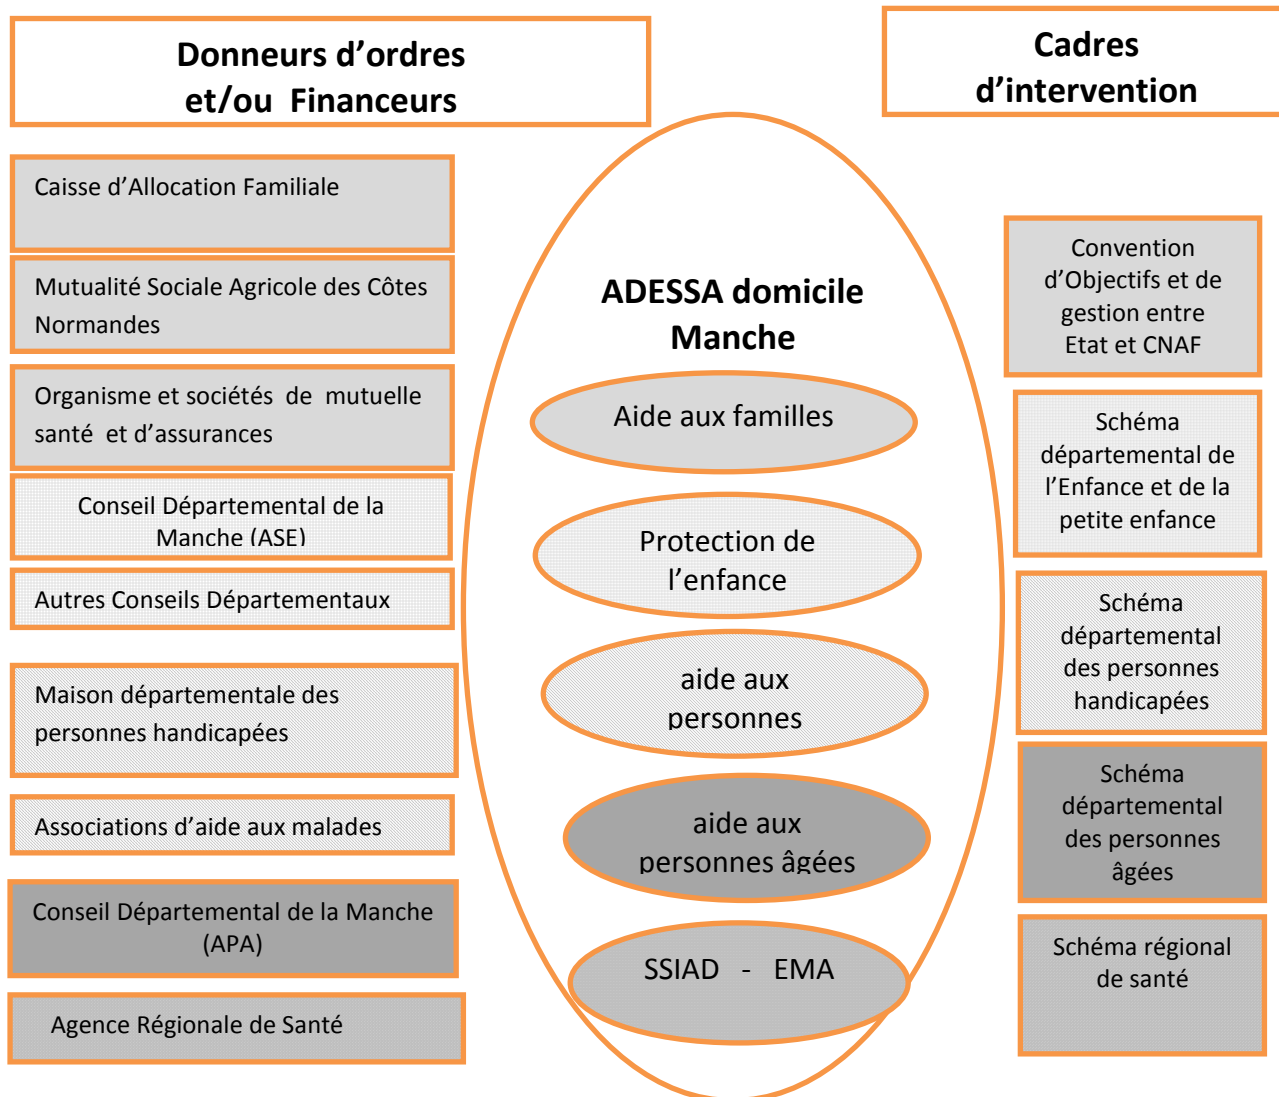 Donneurs d’ordres
et/ou Financeurs
Cadres
d’intervention
Caisse d’Allocation Familiale
Mutualité Sociale Agricole des Côtes
Normandes
Organisme et sociétés de mutuelle
santé et d’assurances
Conseil Départemental de la
Manche (ASE)
Autres Conseils Départementaux
Maison départementale des
personnes handicapées
Associations d’aide aux malades
Conseil Départemental de la Manche
(APA)
Agence Régionale de Santé
ADESSA domicile
Manche
Aide aux familles
Protection de
l’enfance
aide aux
personnes
aide aux
personnes âgées
SSIAD - EMA
Convention
d’Objectifs et de
gestion entre
Etat et CNAF
Schéma
départemental de
l’Enfance et de la
petite enfance
Schéma
départemental
des personnes
handicapées
Schéma
départemental
des personnes
âgées
Schéma régional
de santé